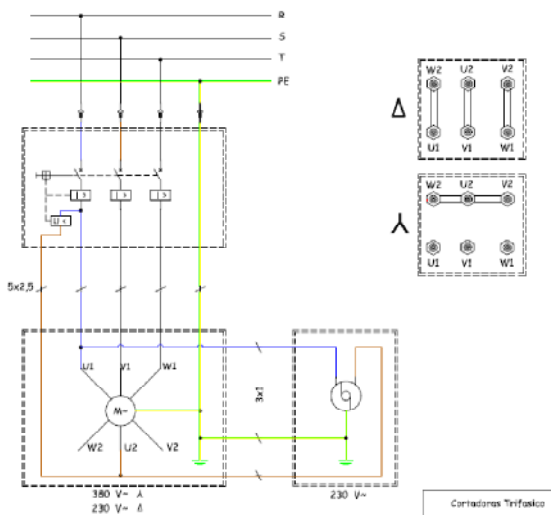 R
S
T
PE
W2 U2 V2
Δ
U1 V1 W1
W2 U2 V2
U1 V1 W1
I > I > I >
U <
5x2,5
U1 V1 W1
M~
W2 U2 V2
3x1
380 V~ ⅄
230 V~ Δ
230 V~
Cortadoras Trifasico